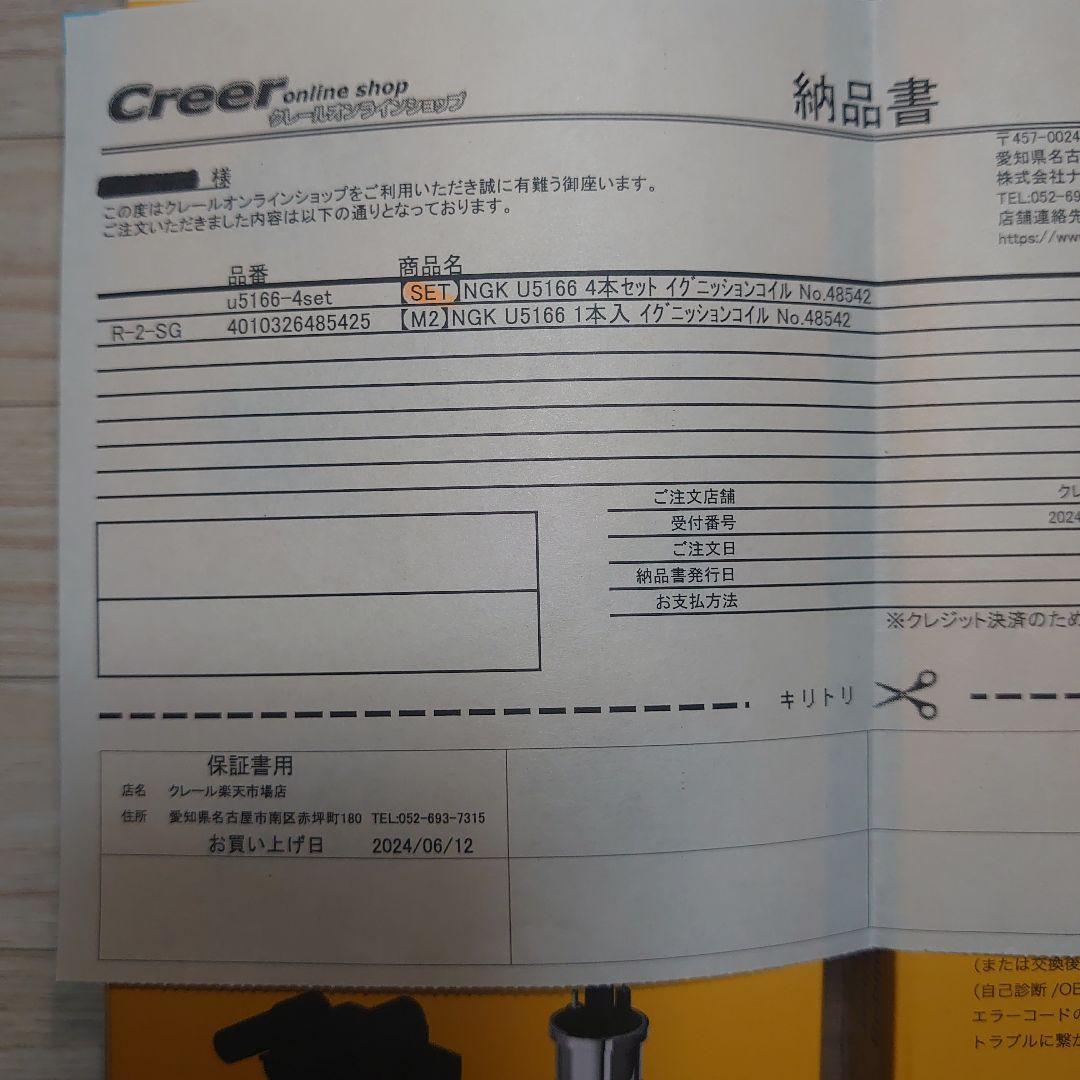 Creer online shop
クレールオンラインショップ
納品書
〒457-0024
愛知県名古
株式会社ナ
TEL:052-69
店舗連絡先
https://ww
様
この度はクレールオンラインショップをご利用いただき誠に有難う御座います。
ご注文いただきました内容は以下の通りとなっております。
品番 商品名
u5166-4set 【SET】NGK U5166 4本セット イグニッションコイル No.48542
R-2-SG 4010326485425 【M2】NGK U5166 1本入 イグニッションコイル No.48542
ご注文店舗 クレ
受付番号 2024
ご注文日
納品書発行日
お支払方法
※クレジット決済のため
キリトリ
保証書用
店名 クレール楽天市場店
住所 愛知県名古屋市南区赤坪町180 TEL:052-693-7315
お買い上げ日 2024/06/12
(または交換後
(自己診断/OE
エラーコードの
トラブルに繋が